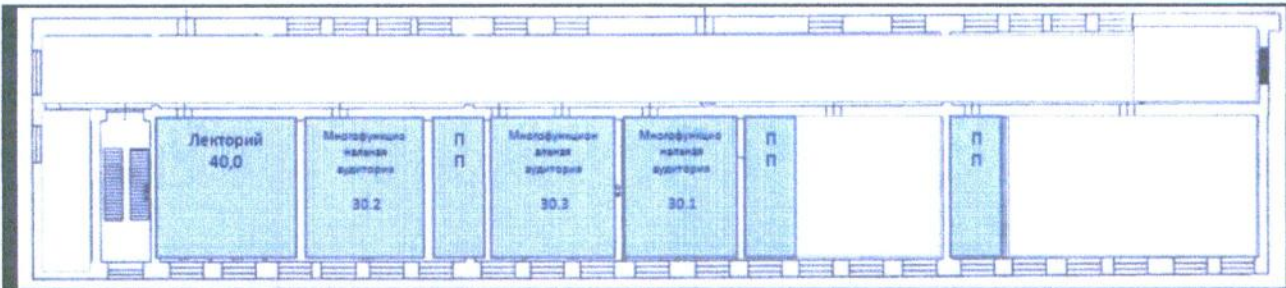 Лекторий
40,0
Многофункцио
нальная
аудитория
30.2
П
П
Многофункцион
альная
аудитория
30.3
Многофункцио
нальная
аудитория
30.1
П
П
П
П